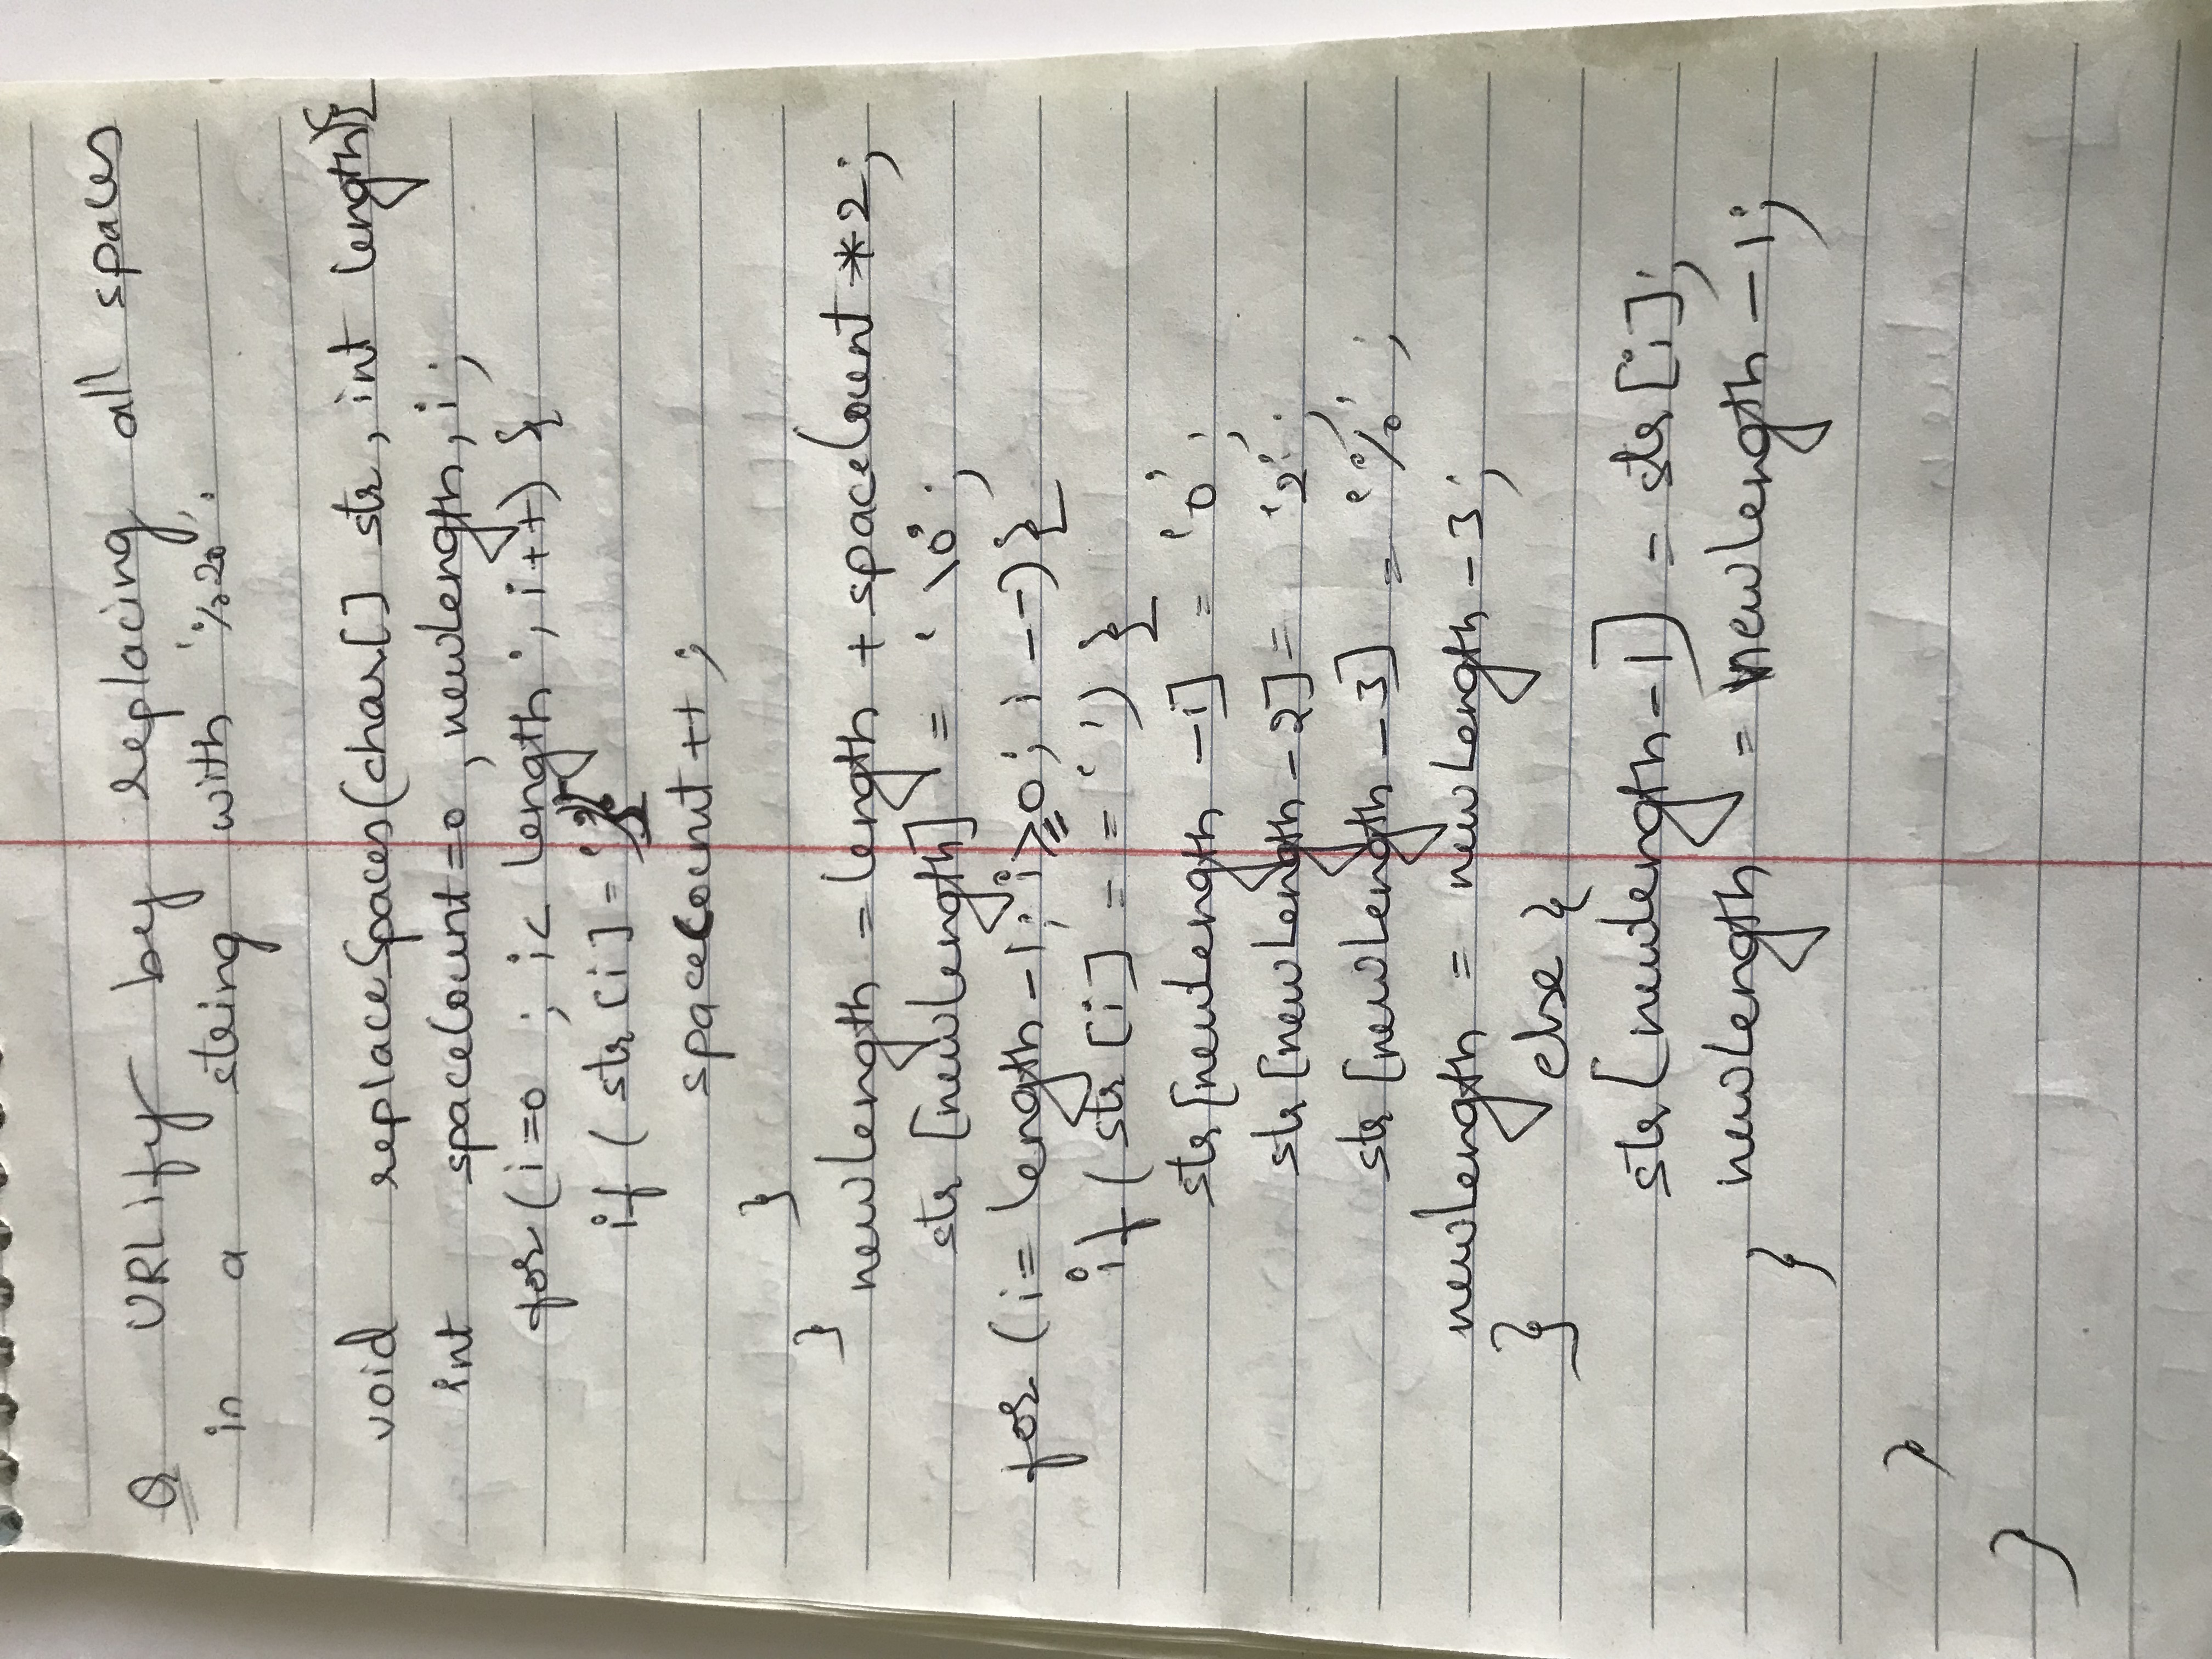 Q URLify by replacing all spaces
in a string with '%20'.
void replaceSpaces(char[] str, int length){
int spaceCount=0, newLength, i;
for (i=0 ; i< length ; i++) {
if ( str [i] = '
spaceCount ++ ;
}
} newLength = length + spaceCount *2;
str [newLength] = '\0';
for (i= length-1; i>=0; i--) {
if ( str [i] == ' ') {
str[newLength -1] = '0';
str [newLength -2] = '2';
str [newLength -3] = '%';
newLength = newLength -3;
} else {
str [newLength-1] = str [i];
newLength = newLength -1;
}
}
}